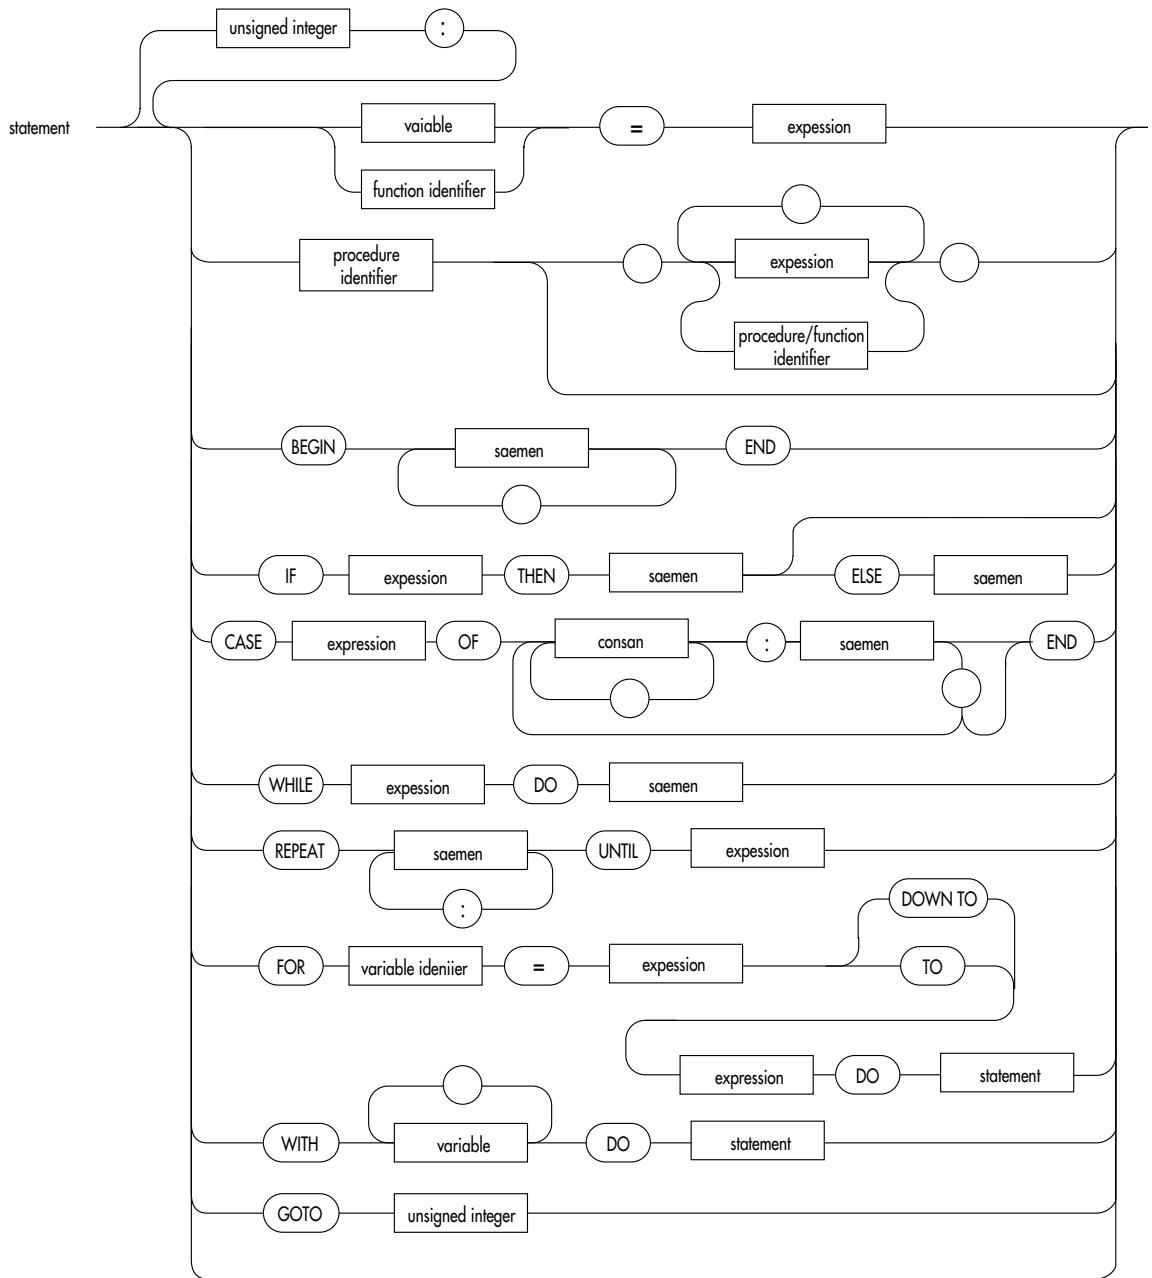 unsigned integer :
statement vaiable = expession
function identifier
procedure
identifier
expession
procedure/function
identifier
BEGIN saemen END
IF expession THEN saemen ELSE saemen
CASE expression OF consan : saemen END
WHILE expession DO saemen
REPEAT saemen UNTIL expession
:
DOWN TO
FOR variable ideniier = expession TO
expression DO statement
WITH variable DO statement
GOTO unsigned integer